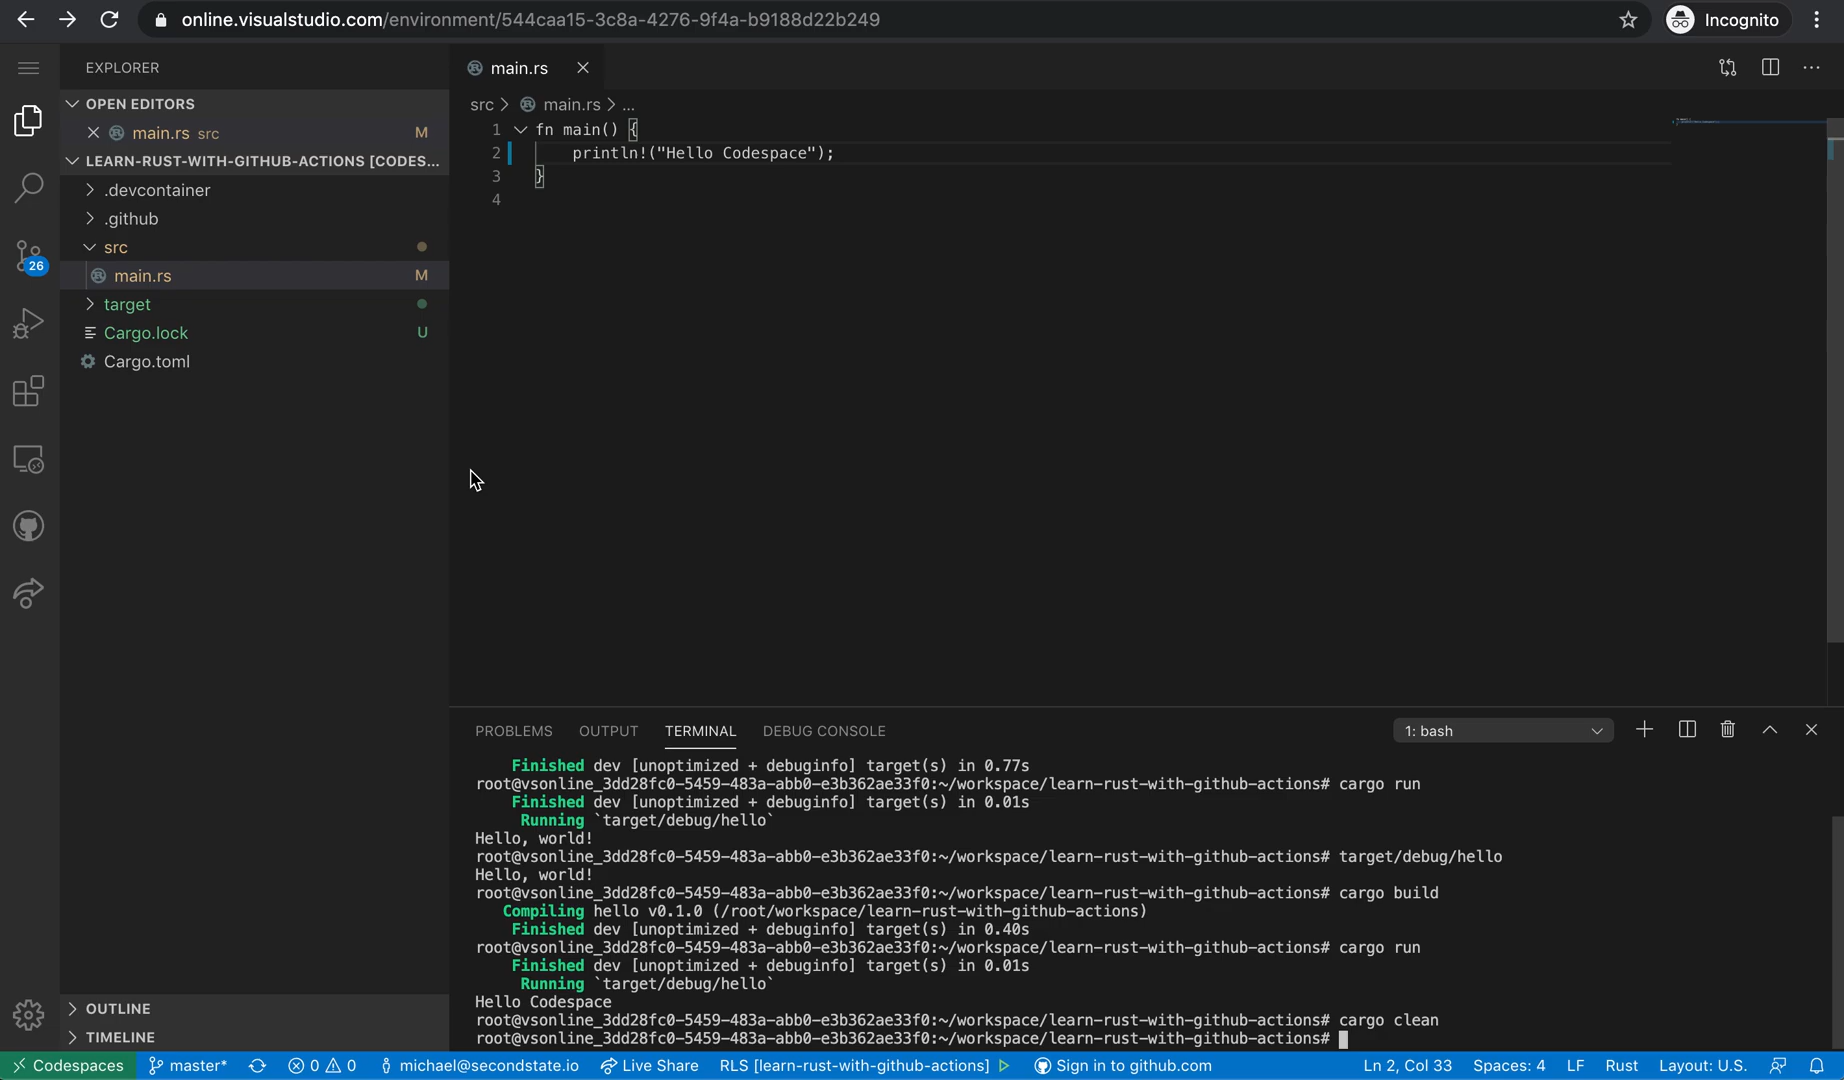 online.visualstudio.com/environment/544caa15-3c8a-4276-9f4a-b9188d22b249
Incognito
EXPLORER
OPEN EDITORS
main.rs src M
LEARN-RUST-WITH-GITHUB-ACTIONS [CODES...
.devcontainer
.github
src
main.rs M
target
Cargo.lock U
Cargo.toml
OUTLINE
TIMELINE
26
main.rs
src > main.rs > ...
1 fn main() {
2 println!("Hello Codespace");
3 }
4
PROBLEMS OUTPUT TERMINAL DEBUG CONSOLE 1: bash
Finished dev [unoptimized + debuginfo] target(s) in 0.77s
root@vsonline_3dd28fc0-5459-483a-abb0-e3b362ae33f0:~/workspace/learn-rust-with-github-actions# cargo run
Finished dev [unoptimized + debuginfo] target(s) in 0.01s
Running `target/debug/hello`
Hello, world!
root@vsonline_3dd28fc0-5459-483a-abb0-e3b362ae33f0:~/workspace/learn-rust-with-github-actions# target/debug/hello
Hello, world!
root@vsonline_3dd28fc0-5459-483a-abb0-e3b362ae33f0:~/workspace/learn-rust-with-github-actions# cargo build
Compiling hello v0.1.0 (/root/workspace/learn-rust-with-github-actions)
Finished dev [unoptimized + debuginfo] target(s) in 0.40s
root@vsonline_3dd28fc0-5459-483a-abb0-e3b362ae33f0:~/workspace/learn-rust-with-github-actions# cargo run
Finished dev [unoptimized + debuginfo] target(s) in 0.01s
Running `target/debug/hello`
Hello Codespace
root@vsonline_3dd28fc0-5459-483a-abb0-e3b362ae33f0:~/workspace/learn-rust-with-github-actions# cargo clean
root@vsonline_3dd28fc0-5459-483a-abb0-e3b362ae33f0:~/workspace/learn-rust-with-github-actions#
Codespaces master* 0 0 michael@secondstate.io Live Share RLS [learn-rust-with-github-actions] Sign in to github.com Ln 2, Col 33 Spaces: 4 LF Rust Layout: U.S.